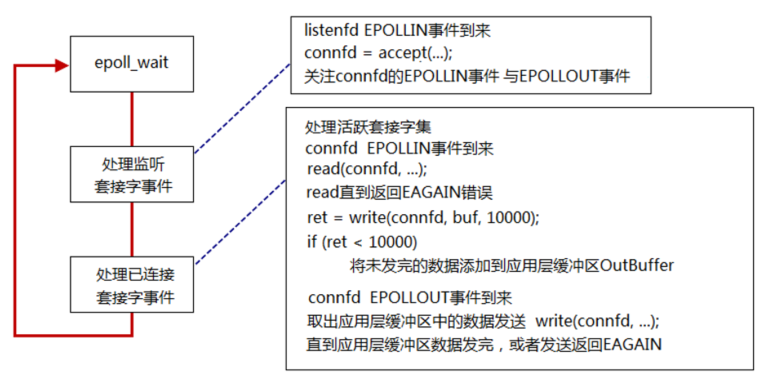 epoll_wait
处理监听
套接字事件
处理已连接
套接字事件
listenfd EPOLLIN事件到来
connfd = accept(...);
关注connfd的EPOLLIN事件 与EPOLLOUT事件
处理活跃套接字集
connfd  EPOLLIN事件到来
read(connfd, ...);
read直到返回EAGAIN错误
ret = write(connfd, buf, 10000);
if (ret < 10000)
将未发完的数据添加到应用层缓冲区OutBuffer
connfd  EPOLLOUT事件到来
取出应用层缓冲区中的数据发送  write(connfd, ...);
直到应用层缓冲区数据发完，或者发送返回EAGAIN